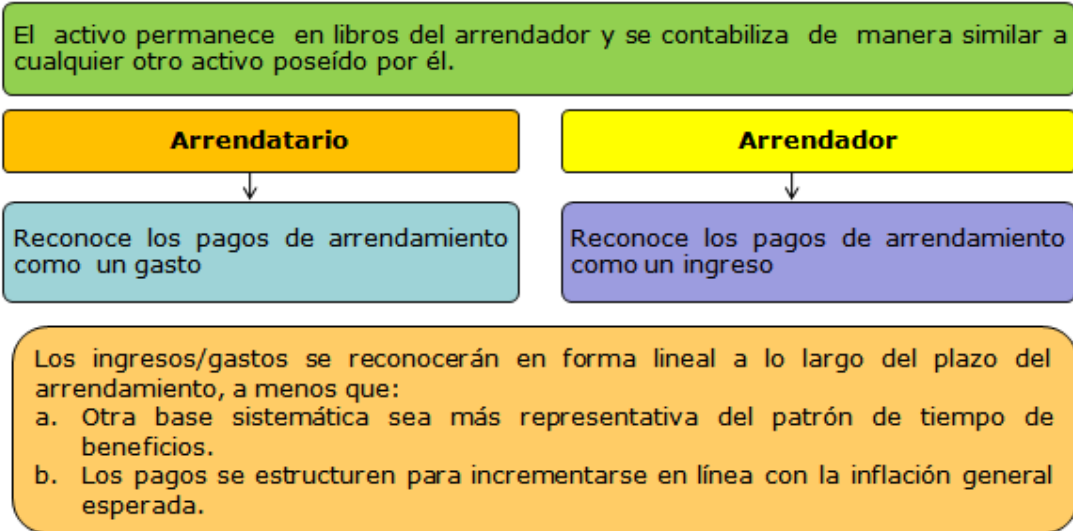 El activo permanece en libros del arrendador y se contabiliza de manera similar a
cualquier otro activo poseído por él.
Arrendatario
Arrendador
Reconoce los pagos de arrendamiento
como un gasto
Reconoce los pagos de arrendamiento
como un ingreso
Los ingresos/gastos se reconocerán en forma lineal a lo largo del plazo del
arrendamiento, a menos que:
a. Otra base sistemática sea más representativa del patrón de tiempo de
beneficios.
b. Los pagos se estructuren para incrementarse en línea con la inflación general
esperada.